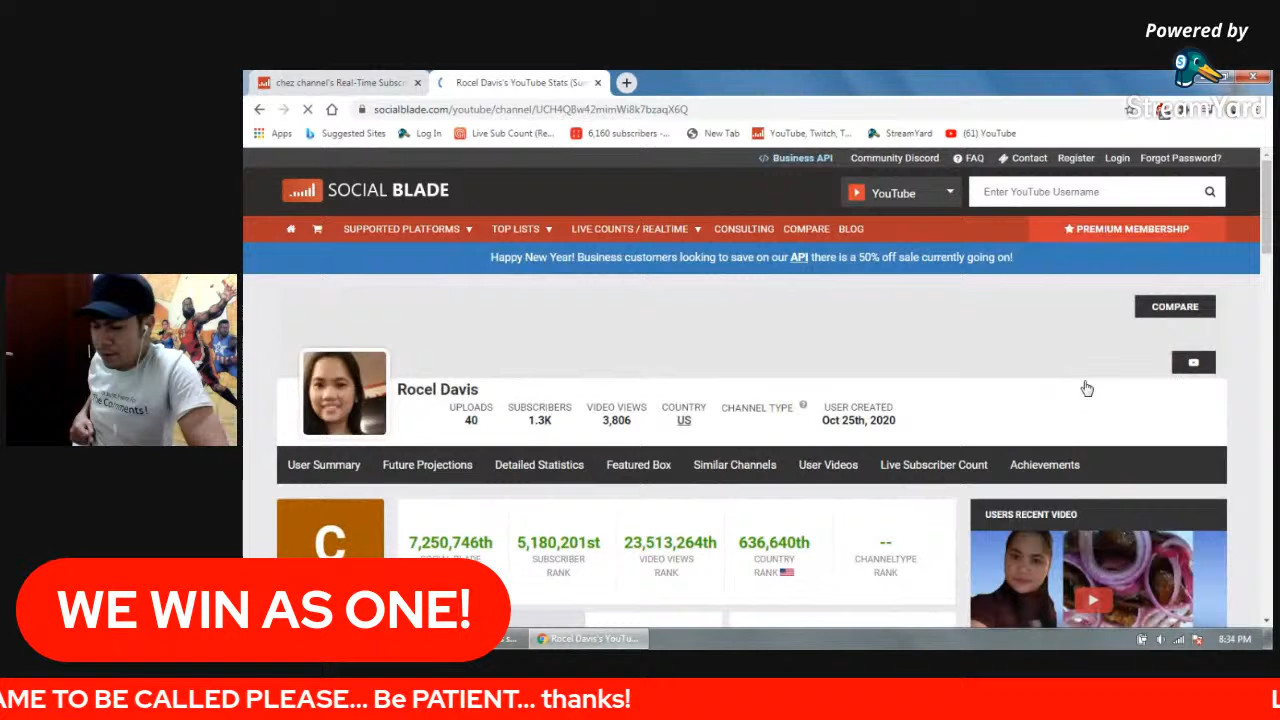 Powered by
StreamYard
chez channel's Real-Time Subscr
Rocel Davis's YouTube Stats (Sum
socialblade.com/youtube/channel/UCH4QBw42mimWi8k7bzaqX6Q
Apps Suggested Sites Log In Live Sub Count (Re... 6,160 subscribers -... New Tab YouTube, Twitch, T... StreamYard (61) YouTube
Business API Community Discord FAQ Contact Register Login Forgot Password?
SOCIAL BLADE YouTube Enter YouTube Username
SUPPORTED PLATFORMS TOP LISTS LIVE COUNTS / REALTIME CONSULTING COMPARE BLOG PREMIUM MEMBERSHIP
Happy New Year! Business customers looking to save on our API there is a 50% off sale currently going on!
COMPARE
Rocel Davis
UPLOADS SUBSCRIBERS VIDEO VIEWS COUNTRY CHANNEL TYPE USER CREATED
40 1.3K 3,806 US Oct 25th, 2020
User Summary Future Projections Detailed Statistics Featured Box Similar Channels User Videos Live Subscriber Count Achievements
USERS RECENT VIDEO
C
7,250,746th 5,180,201st 23,513,264th 636,640th --
SUBSCRIBER VIDEO VIEWS COUNTRY CHANNELTYPE
RANK RANK RANK RANK
The Comments!
WE WIN AS ONE!
Rocel Davis's YouTu...
8:34 PM
AME TO BE CALLED PLEASE... Be PATIENT... thanks!